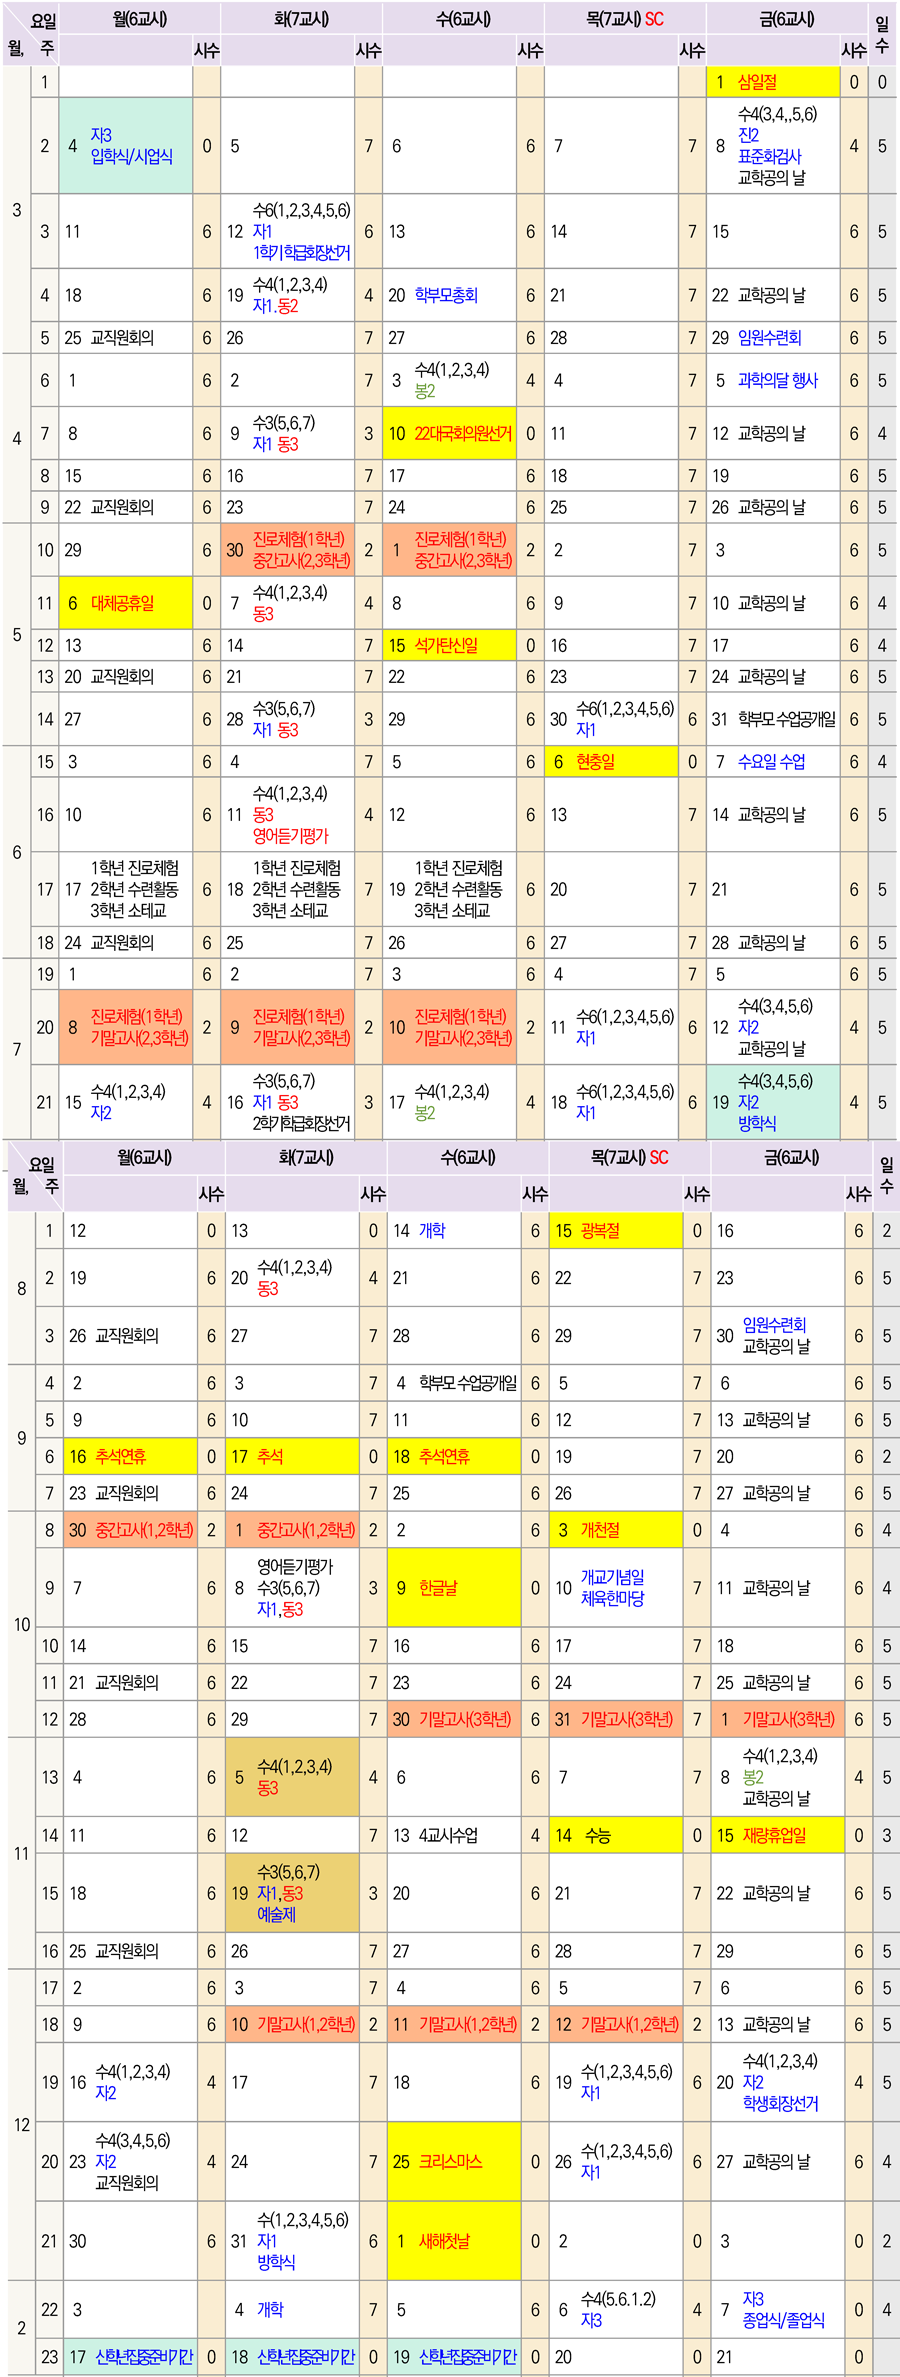 요일 월(6교시) 화(7교시) 수(6교시) 목(7교시) SC 금(6교시) 일
월, 주 시수 시수 시수 시수 시수 수
3
1 1 삼일절 0 0
2 4 자3 0 5 7 6 6 7 7 8 수4(3,4,,5,6) 4 5
입학식/시업식 진2
표준화검사
교학공의 날
3 11 6 12 수6(1,2,3,4,5,6) 6 13 6 14 7 15 6 5
자1
1학기 학급회장선거
4 18 6 19 수4(1,2,3,4) 4 20 학부모총회 6 21 7 22 교학공의 날 6 5
자1.동2
5 25 교직원회의 6 26 7 27 6 28 7 29 임원수련회 6 5
4
6 1 6 2 7 3 수4(1,2,3,4) 4 4 7 5 과학의달 행사 6 5
봉2
7 8 6 9 수3(5,6,7) 3 10 22대국회의원선거 0 11 7 12 교학공의 날 6 4
자1 동3
8 15 6 16 7 17 6 18 7 19 6 5
9 22 교직원회의 6 23 7 24 6 25 7 26 교학공의 날 6 5
5
10 29 6 30 진로체험(1학년) 2 1 진로체험(1학년) 2 2 7 3 6 5
중간고사(2,3학년) 중간고사(2,3학년)
11 6 대체공휴일 0 7 수4(1,2,3,4) 4 8 6 9 7 10 교학공의 날 6 4
동3
12 13 6 14 7 15 석가탄신일 0 16 7 17 6 4
13 20 교직원회의 6 21 7 22 6 23 7 24 교학공의 날 6 5
14 27 6 28 수3(5,6,7) 3 29 6 30 수6(1,2,3,4,5,6) 6 31 학부모 수업공개일 6 5
자1 동3 자1
6
15 3 6 4 7 5 6 6 현충일 0 7 수요일 수업 6 4
16 10 6 11 수4(1,2,3,4) 4 12 6 13 7 14 교학공의 날 6 5
동3
영어듣기평가
17 17 1학년 진로체험 6 18 1학년 진로체험 7 19 1학년 진로체험 6 20 7 21 6 5
2학년 수련활동 2학년 수련활동 2학년 수련활동
3학년 소테교 3학년 소테교 3학년 소테교
18 24 교직원회의 6 25 7 26 6 27 7 28 교학공의 날 6 5
7
19 1 6 2 7 3 6 4 7 5 6 5
20 8 진로체험(1학년) 2 9 진로체험(1학년) 2 10 진로체험(1학년) 2 11 수6(1,2,3,4,5,6) 6 12 수4(3,4,5,6) 4 5
기말고사(2,3학년) 기말고사(2,3학년) 기말고사(2,3학년) 자1 자2
교학공의 날
21 15 수4(1,2,3,4) 4 16 수3(5,6,7) 3 17 수4(1,2,3,4) 4 18 수6(1,2,3,4,5,6) 6 19 수4(3,4,5,6) 4 5
자2 자1 동3 봉2 자1 자2
2학기학급회장선거 방학식
요일 월(6교시) 화(7교시) 수(6교시) 목(7교시) SC 금(6교시) 일
월, 주 시수 시수 시수 시수 시수 수
8
1 12 0 13 0 14 개학 6 15 광복절 0 16 6 2
2 19 6 20 수4(1,2,3,4) 4 21 6 22 7 23 6 5
동3
3 26 교직원회의 6 27 7 28 6 29 7 30 임원수련회 6 5
교학공의 날
9
4 2 6 3 7 4 학부모 수업공개일 6 5 7 6 6 5
5 9 6 10 7 11 6 12 7 13 교학공의 날 6 5
6 16 추석연휴 0 17 추석 0 18 추석연휴 0 19 7 20 6 2
7 23 교직원회의 6 24 7 25 6 26 7 27 교학공의 날 6 5
10
8 30 중간고사(1,2학년) 2 1 중간고사(1,2학년) 2 2 6 3 개천절 0 4 6 4
9 7 6 8 영어듣기평가 3 9 한글날 0 10 개교기념일 7 11 교학공의 날 6 4
수3(5,6,7) 체육한마당
자1,동3
10 14 6 15 7 16 6 17 7 18 6 5
11 21 교직원회의 6 22 7 23 6 24 7 25 교학공의 날 6 5
12 28 6 29 7 30 기말고사(3학년) 6 31 기말고사(3학년) 7 1 기말고사(3학년) 6 5
11
13 4 6 5 수4(1,2,3,4) 4 6 6 7 7 8 수4(1,2,3,4) 4 5
동3 봉2
교학공의 날
14 11 6 12 7 13 4교시수업 4 14 수능 0 15 재량휴업일 0 3
15 18 6 19 수3(5,6,7) 3 20 6 21 7 22 교학공의 날 6 5
자1,동3
예술제
16 25 교직원회의 6 26 7 27 6 28 7 29 6 5
12
17 2 6 3 7 4 6 5 7 6 6 5
18 9 6 10 기말고사(1,2학년) 2 11 기말고사(1,2학년) 2 12 기말고사(1,2학년) 2 13 교학공의 날 6 5
19 16 수4(1,2,3,4) 4 17 7 18 6 19 수(1,2,3,4,5,6) 6 20 수4(1,2,3,4) 4 5
자2 자1 자2
학생회장선거
20 23 수4(3,4,5,6) 4 24 7 25 크리스마스 0 26 수(1,2,3,4,5,6) 6 27 교학공의 날 6 4
자2 자1
교직원회의
21 30 6 31 수(1,2,3,4,5,6) 6 1 새해첫날 0 2 0 3 0 2
자1
방학식
2
22 3 4 개학 7 5 6 6 수4(5.6.1.2) 4 7 자3 0 4
자3 종업식/졸업식
23 17 신학년집중준비기간 0 18 신학년집중준비기간 0 19 신학년집중준비기간 0 20 0 21 0